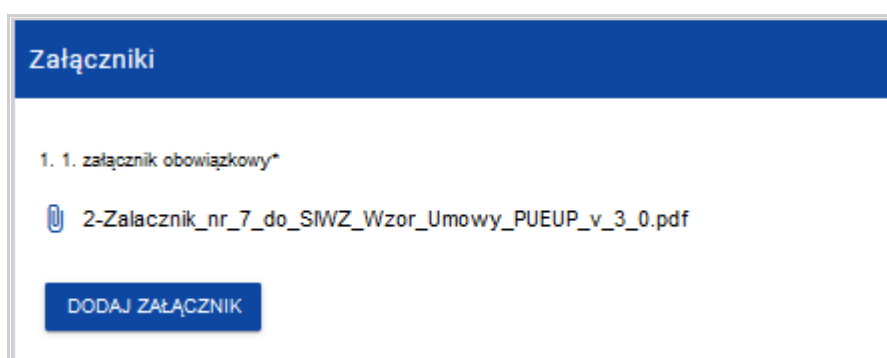 Załączniki
1. 1. załącznik obowiązkowy*
2-Zalacznik_nr_7_do_SIWZ_Wzor_Umowy_PUEUP_v_3_0.pdf
DODAJ ZAŁĄCZNIK